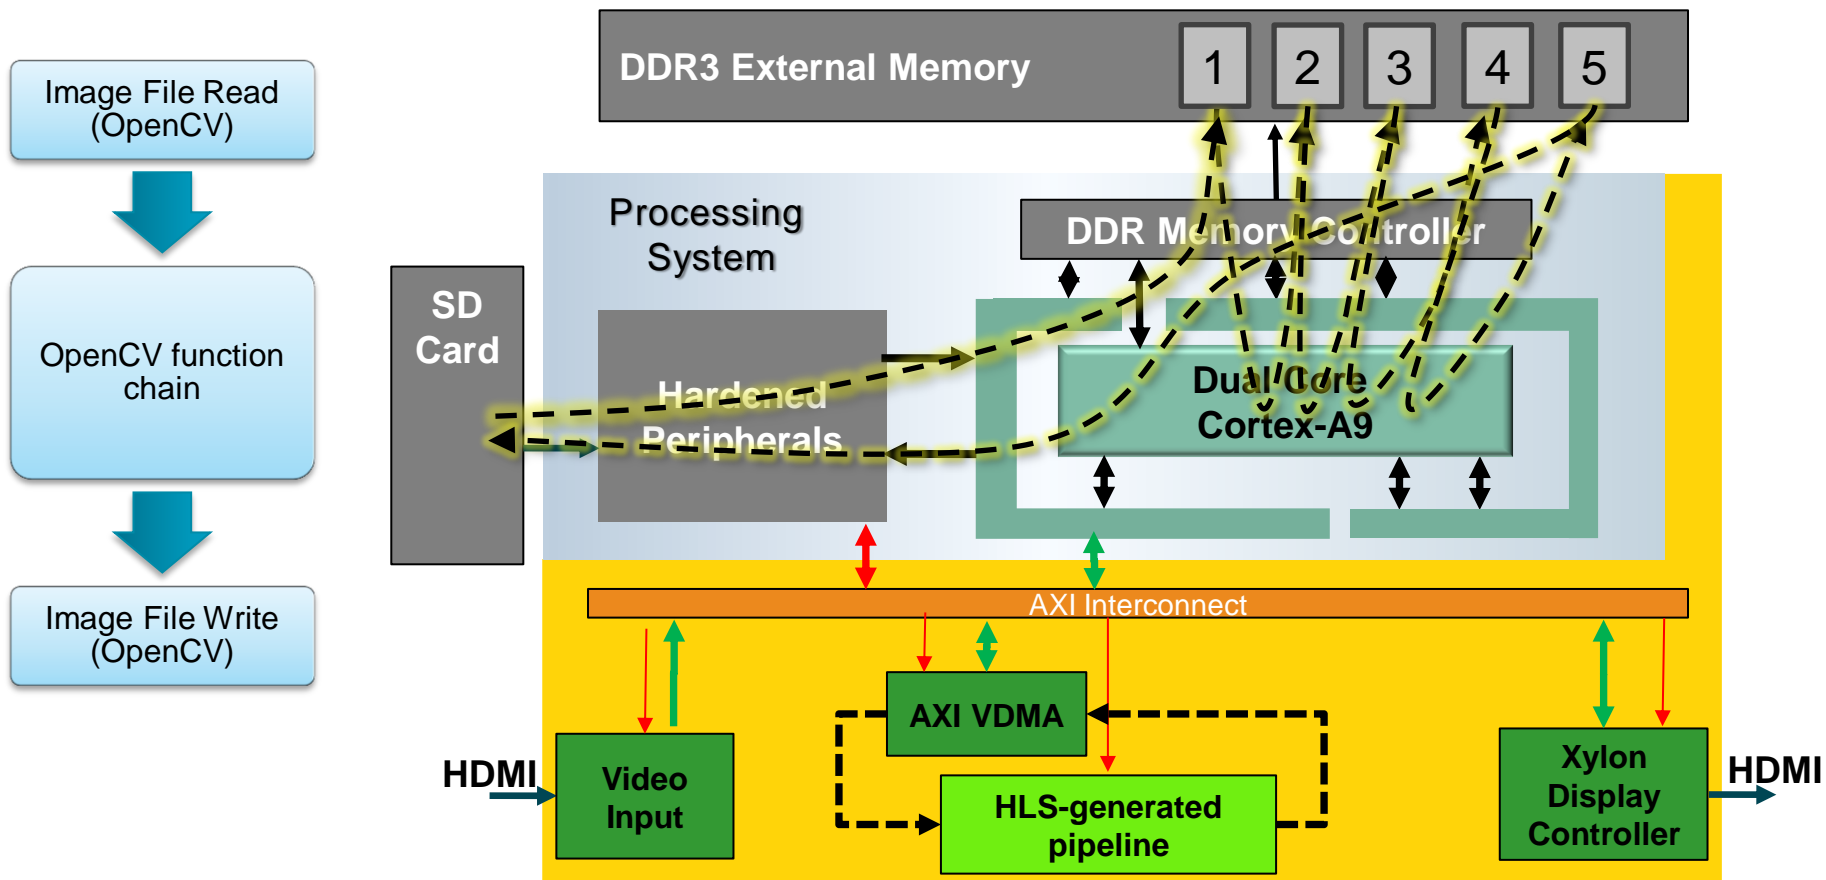 Image File Read
(OpenCV)
OpenCV function
chain
Image File Write
(OpenCV)
DDR3 External Memory
1
2
3
4
5
Processing
System
DDR Memory Controller
SD
Card
Hardened
Peripherals
Dual Core
Cortex-A9
AXI Interconnect
AXI VDMA
HDMI
Video
Input
HLS-generated
pipeline
Xylon
Display
Controller
HDMI